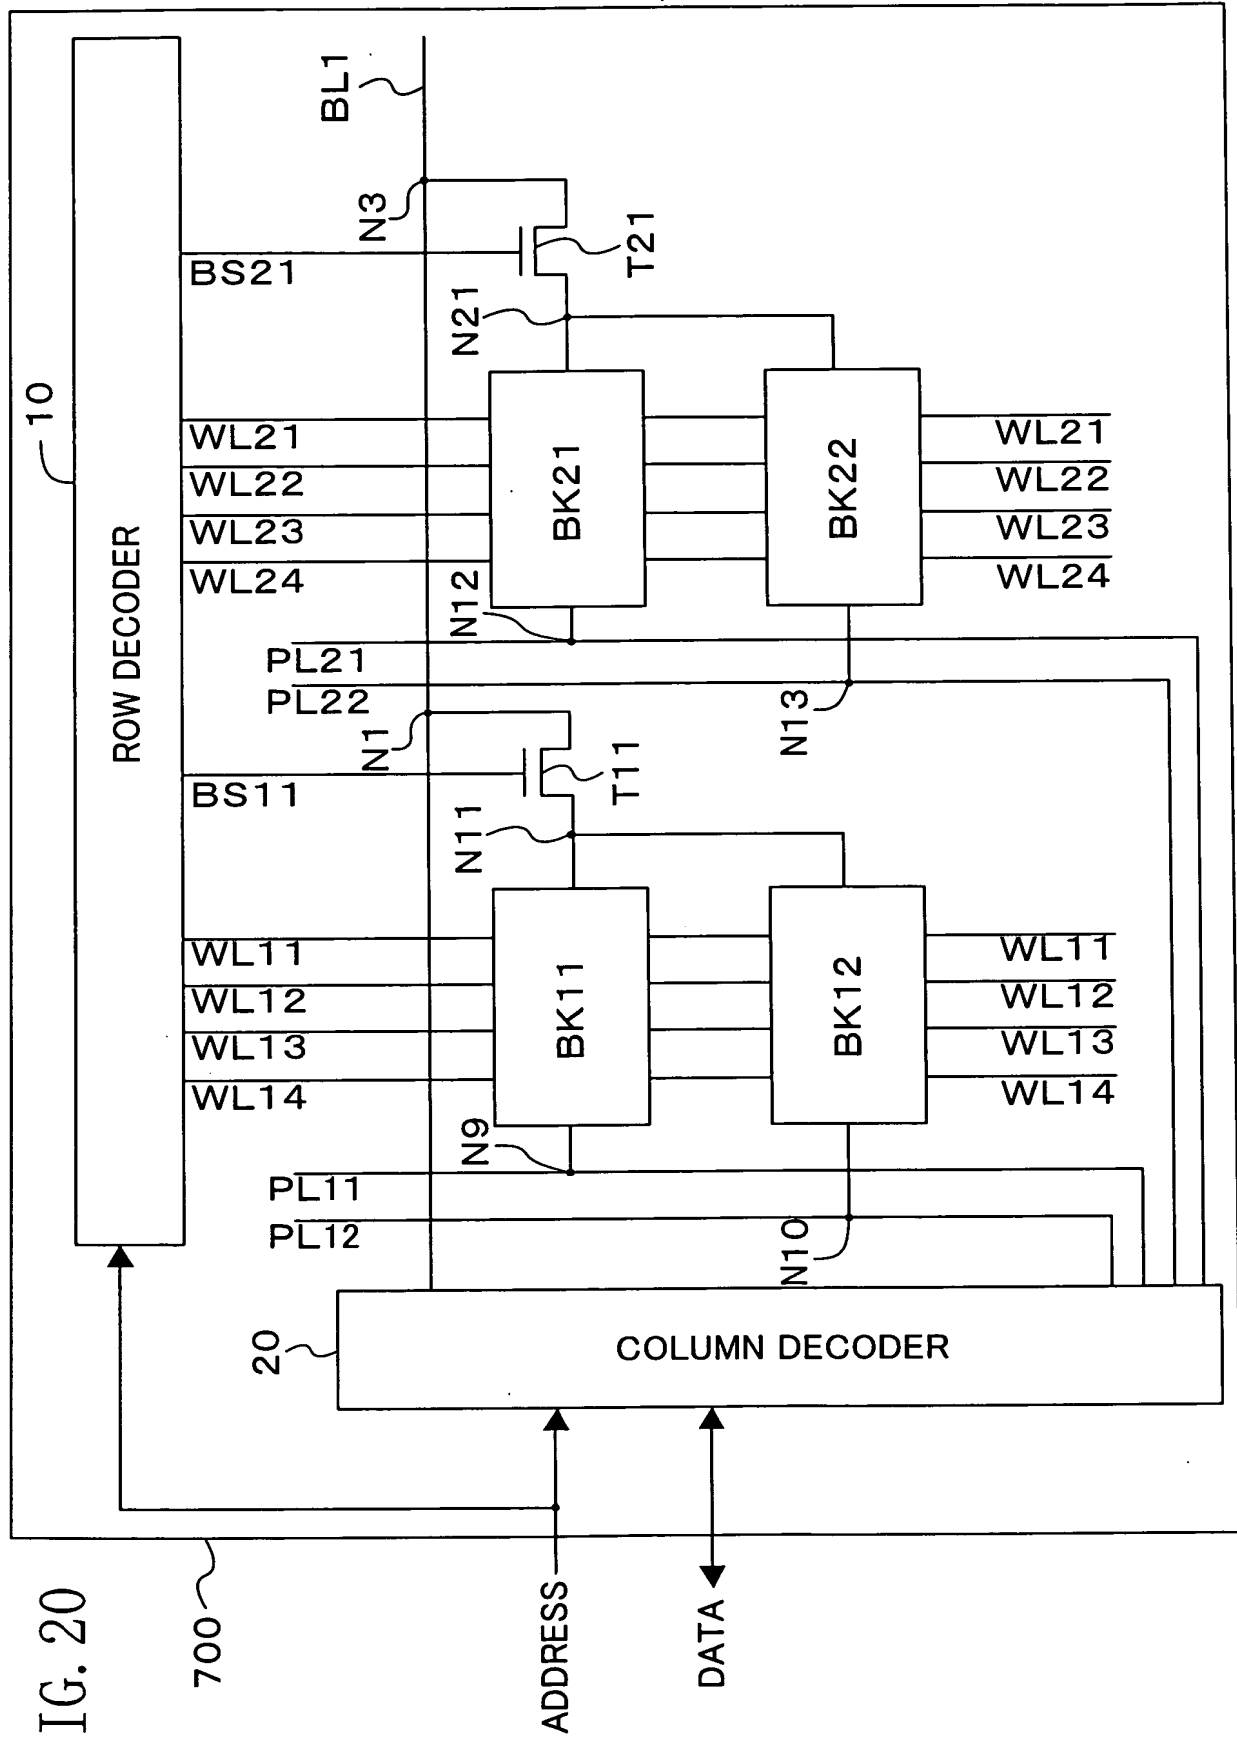 IG. 20
700
10
ROW DECODER
BL1
N3
BS21
T21
N21
WL21
WL22
WL23
WL24
BK21
BK22
WL21
WL22
WL23
WL24
N12
PL21
PL22
N13
N1
BS11
T11
N11
WL11
WL12
WL13
WL14
BK11
BK12
WL11
WL12
WL13
WL14
N9
PL11
PL12
N10
20
COLUMN DECODER
ADDRESS
DATA